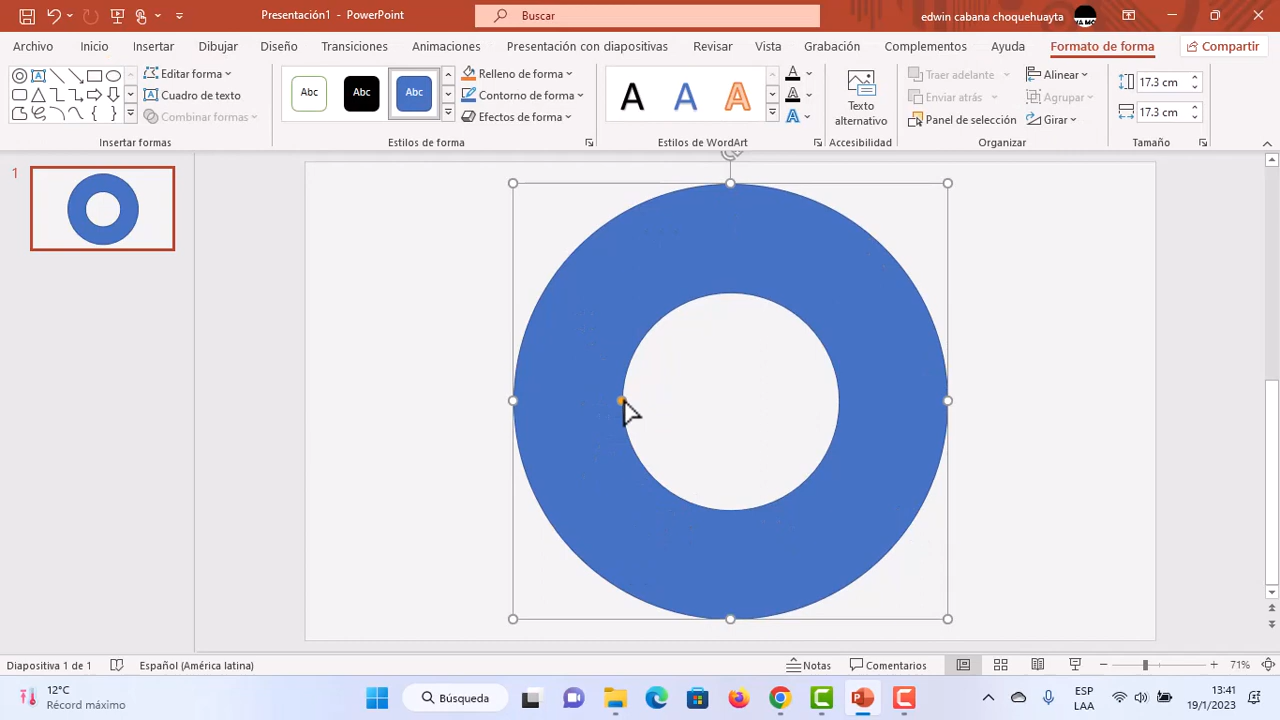 Presentación1 - PowerPoint
Buscar
edwin cabana choquehuayta
Archivo Inicio Insertar Dibujar Diseño Transiciones Animaciones Presentación con diapositivas Revisar Vista Grabación Complementos Ayuda Formato de forma Compartir
Editar forma
Cuadro de texto
Combinar formas
Insertar formas
Abc Abc Abc
Relleno de forma
Contorno de forma
Efectos de forma
Estilos de forma
A A A
A
A
A
Estilos de WordArt
Texto
alternativo
Accesibilidad
Traer adelante
Enviar atrás
Panel de selección
Alinear
Agrupar
Girar
Organizar
17.3 cm
17.3 cm
Tamaño
1
Diapositiva 1 de 1
Español (América latina)
Notas
Comentarios
71%
12°C
Récord máximo
Búsqueda
ESP
LAA
13:41
19/1/2023